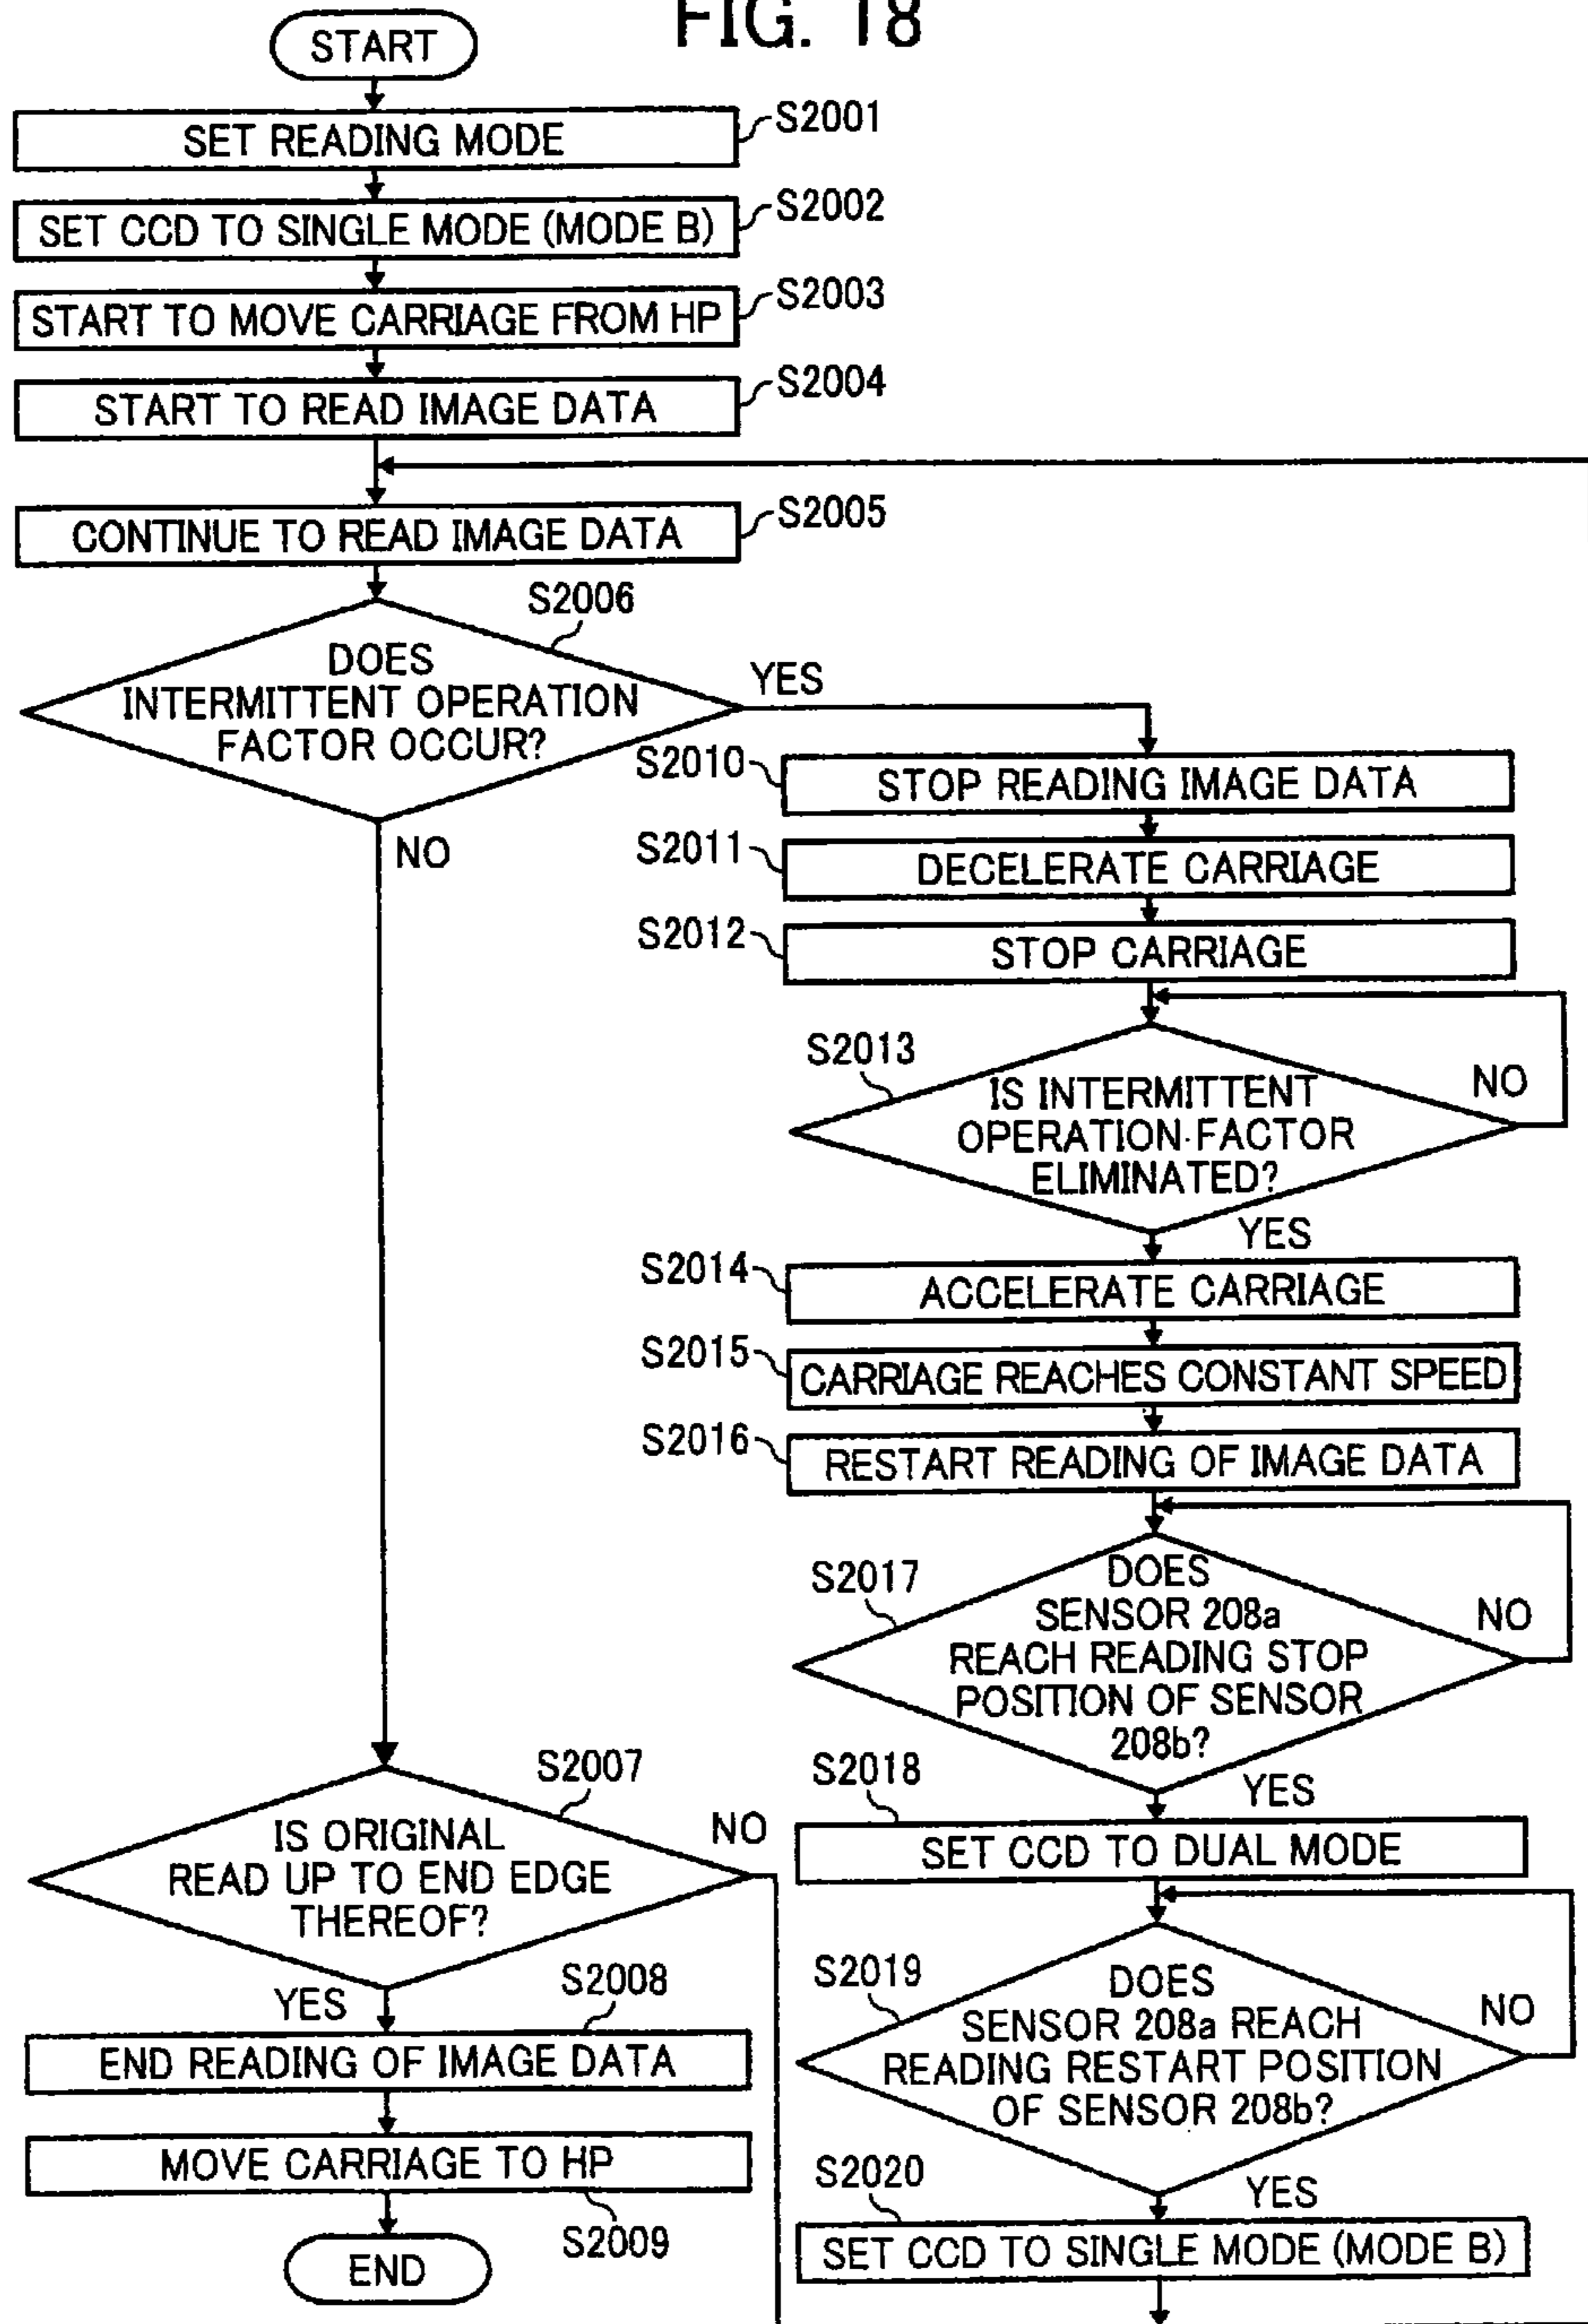 FIG. 18
START
SET READING MODE
S2001
SET CCD TO SINGLE MODE (MODE B)
S2002
START TO MOVE CARRIAGE FROM HP
S2003
START TO READ IMAGE DATA
S2004
CONTINUE TO READ IMAGE DATA
S2005
S2006
DOES
INTERMITTENT OPERATION
FACTOR OCCUR?
YES
NO
S2010
STOP READING IMAGE DATA
S2011
DECELERATE CARRIAGE
S2012
STOP CARRIAGE
S2013
IS INTERMITTENT
OPERATION·FACTOR
ELIMINATED?
NO
YES
S2014
ACCELERATE CARRIAGE
S2015
CARRIAGE REACHES CONSTANT SPEED
S2016
RESTART READING OF IMAGE DATA
S2017
DOES
SENSOR 208a
REACH READING STOP
POSITION OF SENSOR
208b?
NO
YES
S2007
IS ORIGINAL
READ UP TO END EDGE
THEREOF?
NO
YES
S2018
SET CCD TO DUAL MODE
S2008
END READING OF IMAGE DATA
S2019
DOES
SENSOR 208a REACH
READING RESTART POSITION
OF SENSOR 208b?
NO
YES
MOVE CARRIAGE TO HP
S2009
END
S2020
SET CCD TO SINGLE MODE (MODE B)